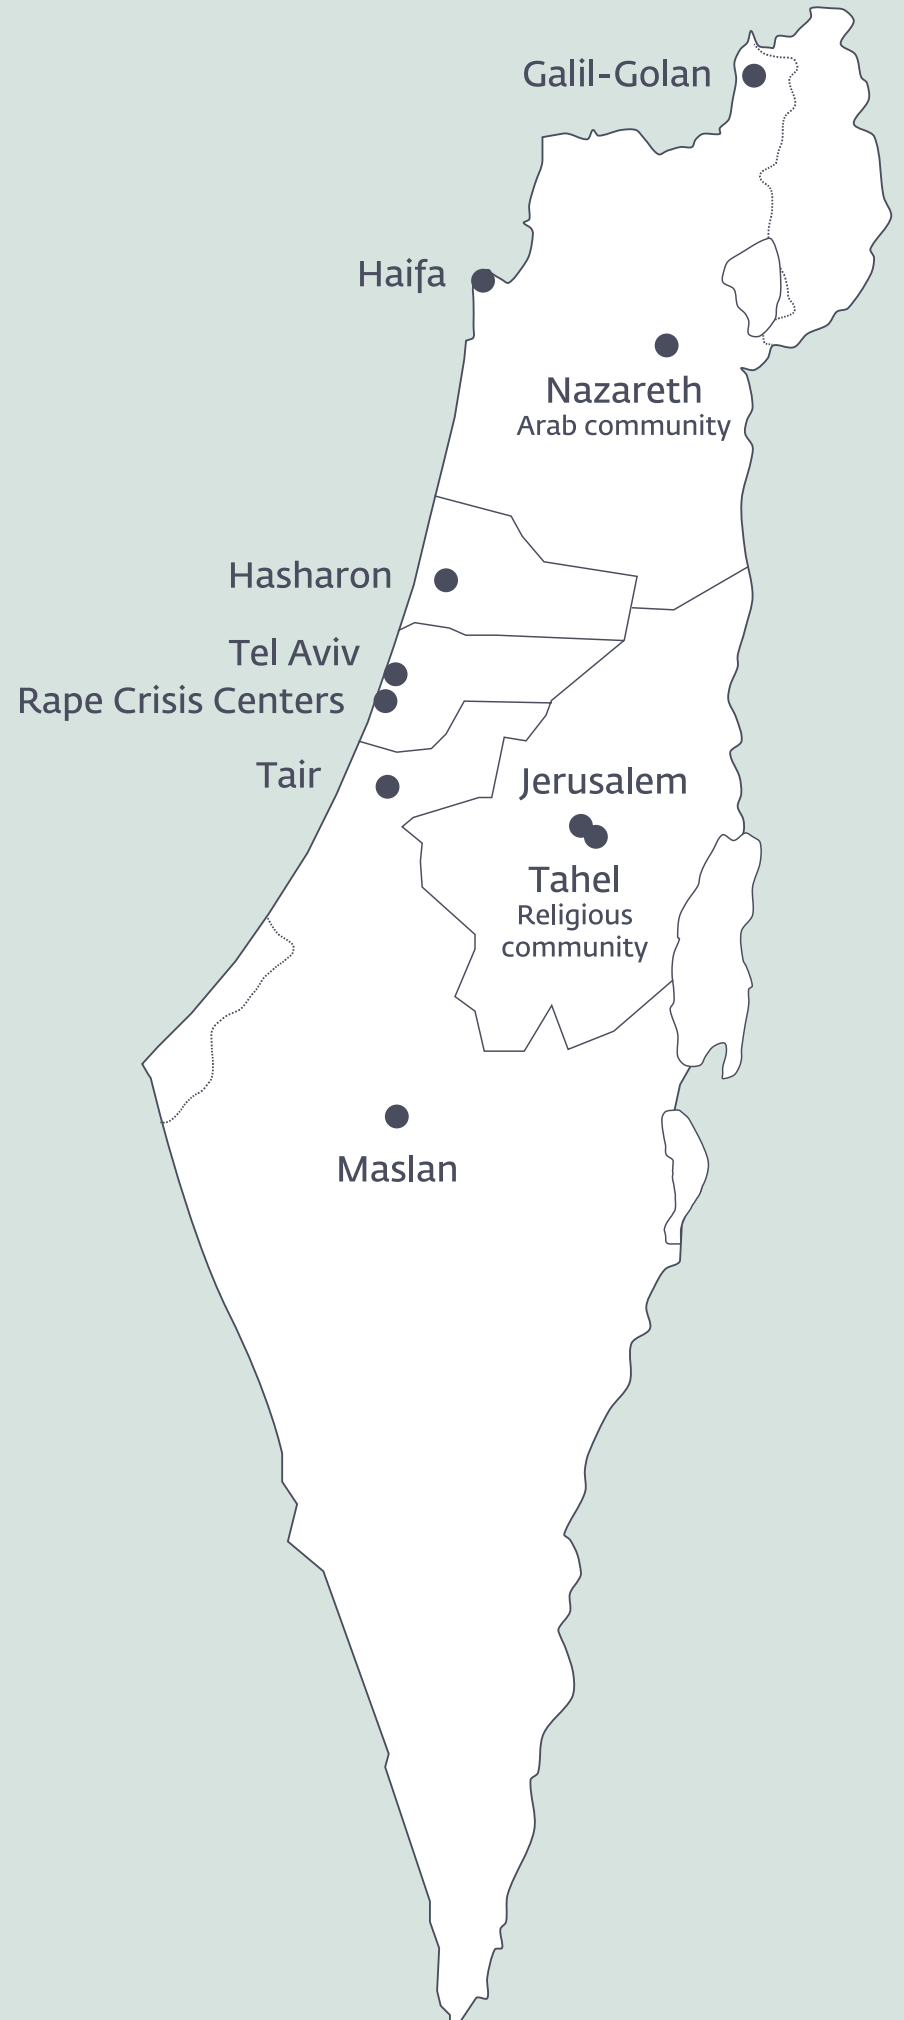 Galil-Golan
Haifa
Nazareth
Arab community
Hasharon
Tel Aviv
Rape Crisis Centers
Tair
Jerusalem
Tahel
Religious
community
Maslan